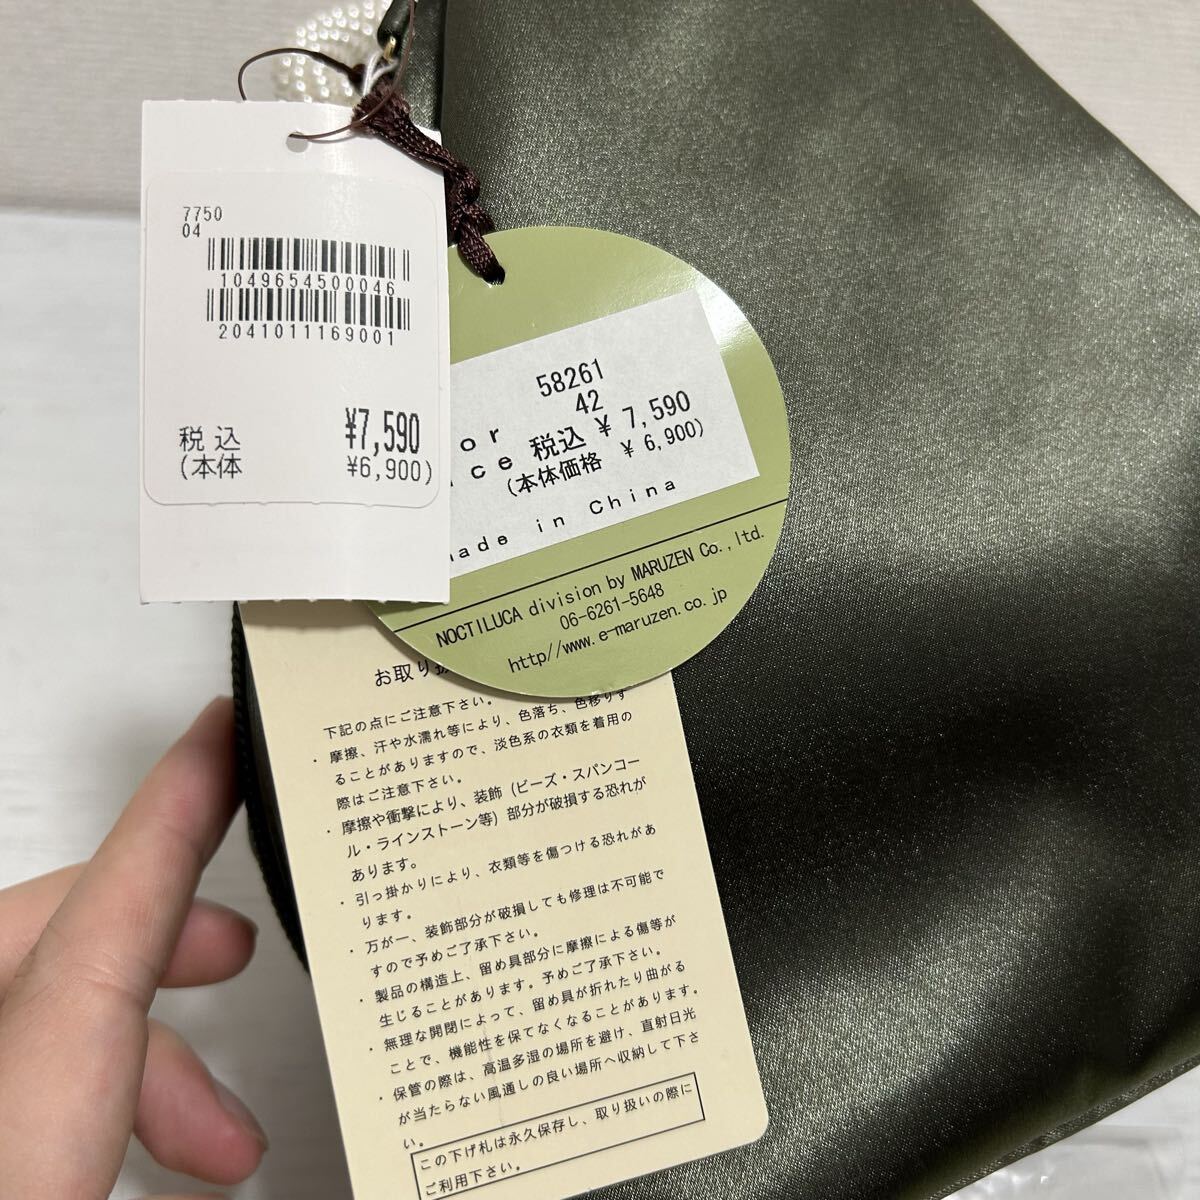 7750
04
1049654500046
2041011169001
税込 ¥7,590
(本体 ¥6,900)
58261
42
or
税込 ¥ 7,590
ice
(本体価格 ¥ 6,900)
made in China
NOCTILUCA division by MARUZEN Co.,ltd.
06-6261-5648
http//www.e-maruzen.co.jp
お取り扱
下記の点にご注意下さい。
・摩擦、汗や水濡れ等により、色落ち、色移りす
ることがありますので、淡色系の衣類を着用の
際はご注意下さい。
・摩擦や衝撃により、装飾(ビーズ・スパンコー
ル・ラインストーン等)部分が破損する恐れが
あります。
・引っ掛かりにより、衣類等を傷つける恐れがあ
ります。
・万が一、装飾部分が破損しても修理は不可能で
すので予めご了承下さい。
・製品の構造上、留め具部分に摩擦による傷等が
生じることがあります。予めご了承下さい。
・無理な開閉によって、留め具が折れたり曲がる
ことで、機能性を保てなくなることがあります。
・保管の際は、高温多湿の場所を避け、直射日光
が当たらない風通しの良い場所へ収納して下さ
い。
この下げ札は永久保存し、取り扱いの際に
ご利用下さい。